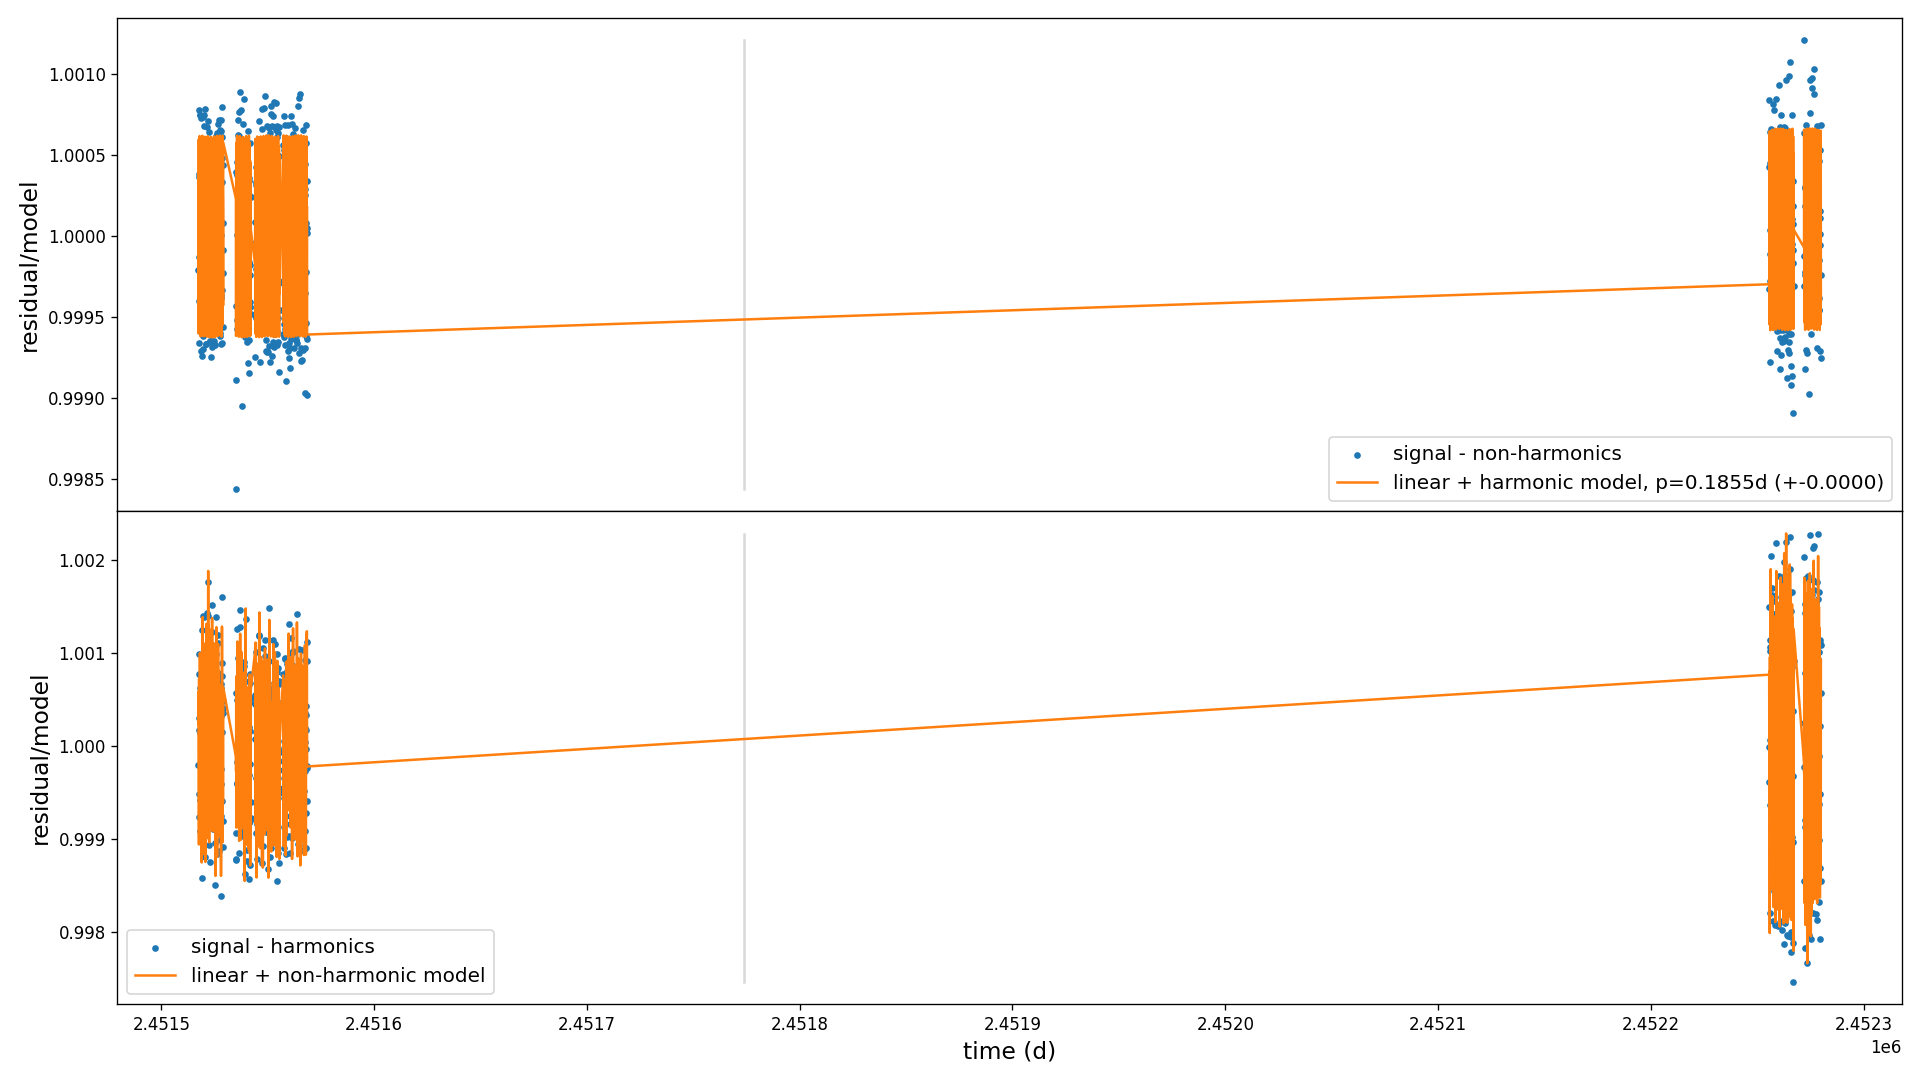 1.0010
1.0005
1.0000
0.9995
0.9990
0.9985
residual/model
signal - non-harmonics
linear + harmonic model, p=0.1855d (+-0.0000)
1.002
1.001
1.000
0.999
0.998
residual/model
signal - harmonics
linear + non-harmonic model
2.4515 2.4516 2.4517 2.4518 2.4519 2.4520 2.4521 2.4522 2.4523
1e6
time (d)